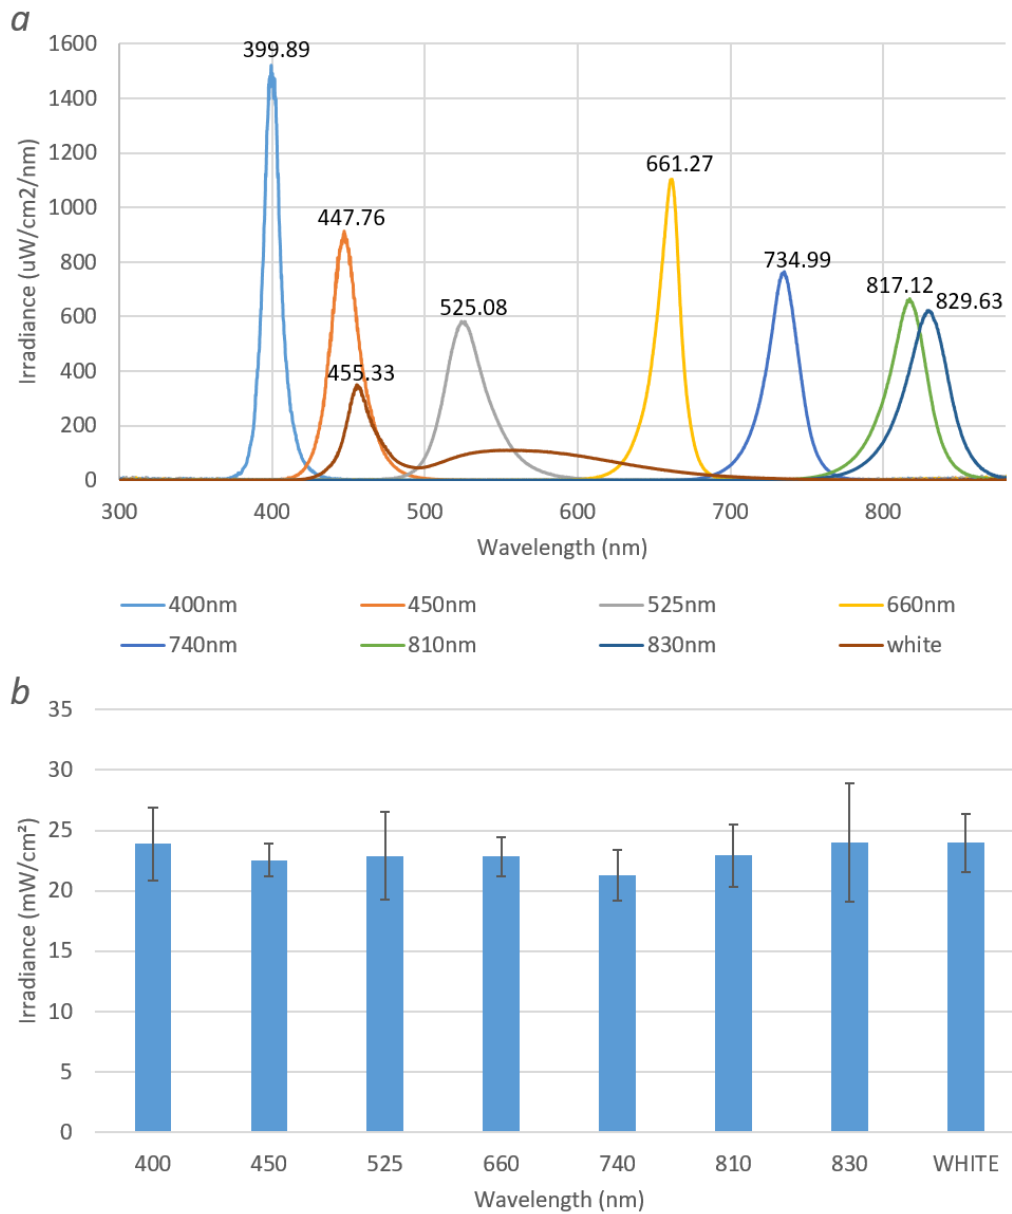 a
1600
1400
1200
1000
800
600
400
200
0
Irradiance (uW/cm2/nm)
399.89
447.76
455.33
525.08
661.27
734.99
817.12
829.63
300 400 500 600 700 800
Wavelength (nm)
400nm 450nm 525nm 660nm
740nm 810nm 830nm white
b
35
30
25
20
15
10
5
0
Irradiance (mW/cm²)
400 450 525 660 740 810 830 WHITE
Wavelength (nm)